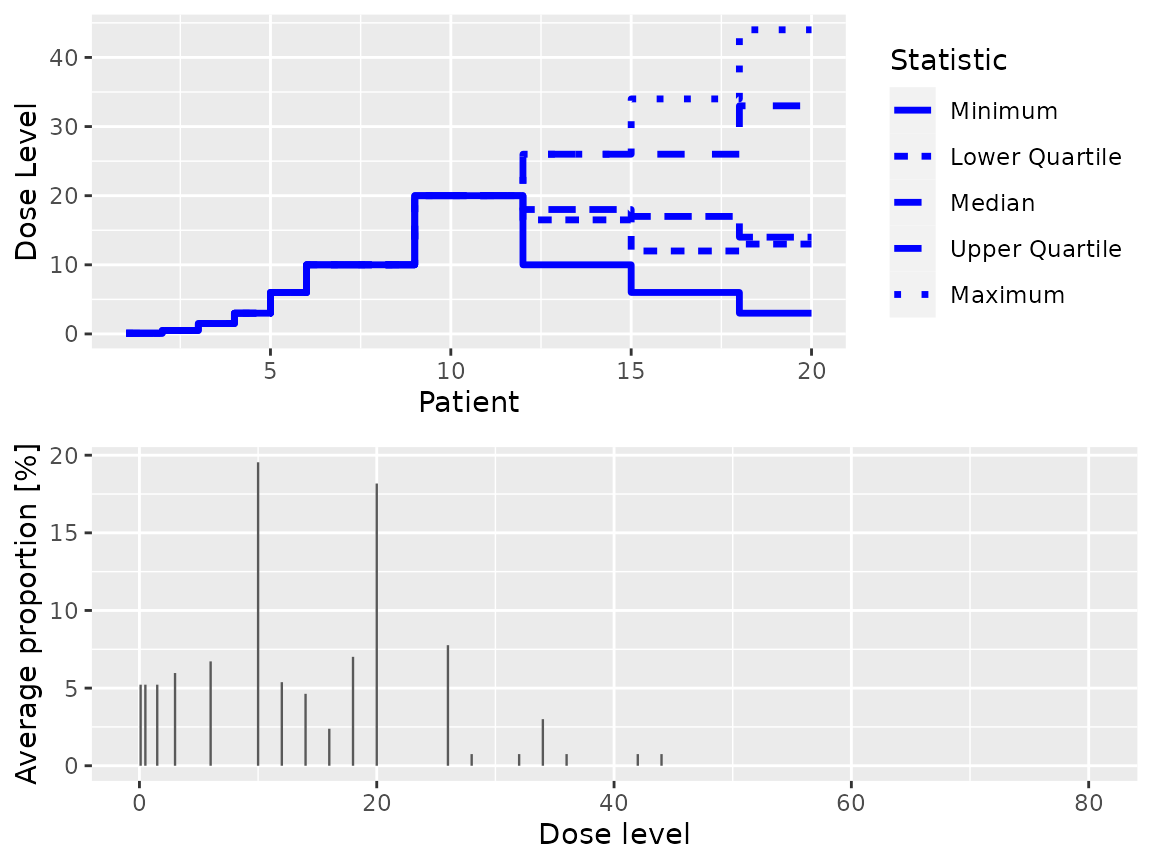 Dose Level
40
30
20
10
0
5
10
15
20
Patient
Statistic
Minimum
Lower Quartile
Median
Upper Quartile
Maximum
Average proportion [%]
20
15
10
5
0
0
20
40
60
80
Dose level